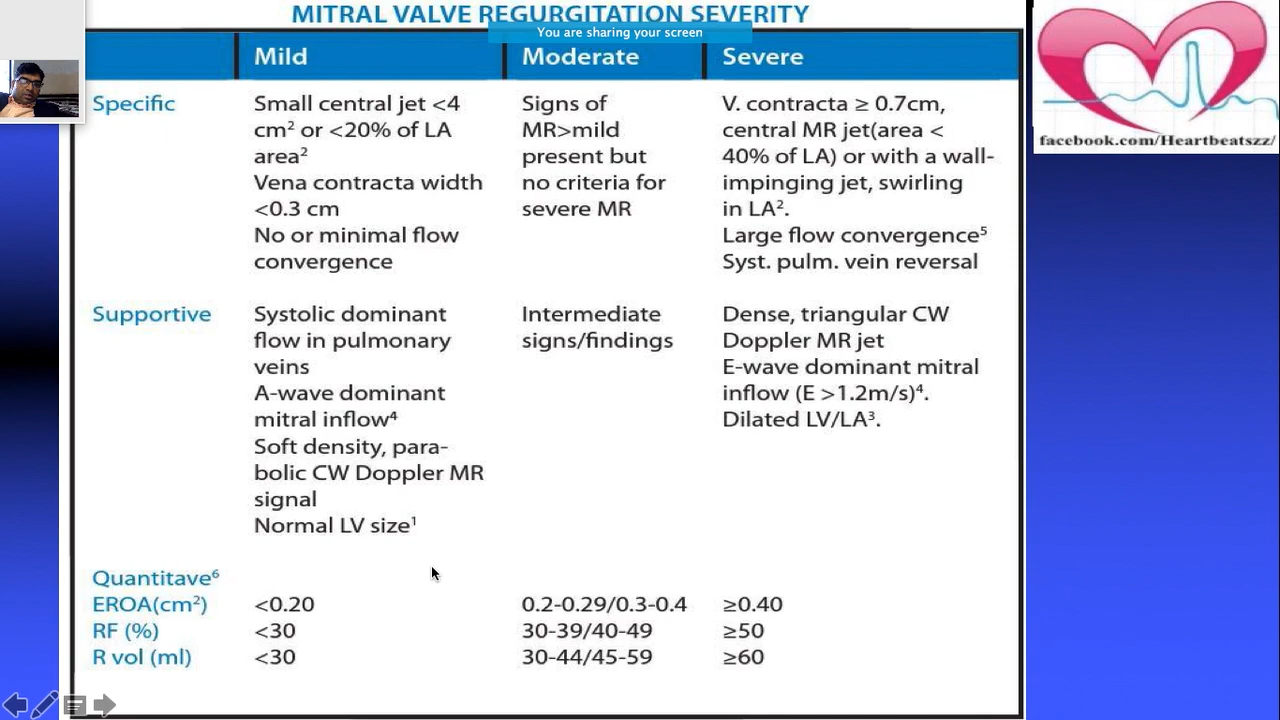 MITRAL VALVE REGURGITATION SEVERITY
You are sharing your screen
Mild Moderate Severe
Specific
Small central jet <4
cm² or <20% of LA
area²
Vena contracta width
<0.3 cm
No or minimal flow
convergence
Signs of
MR>mild
present but
no criteria for
severe MR
V. contracta ≥ 0.7cm,
central MR jet(area <
40% of LA) or with a wall-
impinging jet, swirling
in LA².
Large flow convergence⁵
Syst. pulm. vein reversal
Supportive
Systolic dominant
flow in pulmonary
veins
A-wave dominant
mitral inflow⁴
Soft density, para-
bolic CW Doppler MR
signal
Normal LV size¹
Intermediate
signs/findings
Dense, triangular CW
Doppler MR jet
E-wave dominant mitral
inflow (E >1.2m/s)⁴.
Dilated LV/LA³.
Quantitave⁶
EROA(cm²) <0.20 0.2-0.29/0.3-0.4 ≥0.40
RF (%) <30 30-39/40-49 ≥50
R vol (ml) <30 30-44/45-59 ≥60
facebook.com/Heartbeatszz/